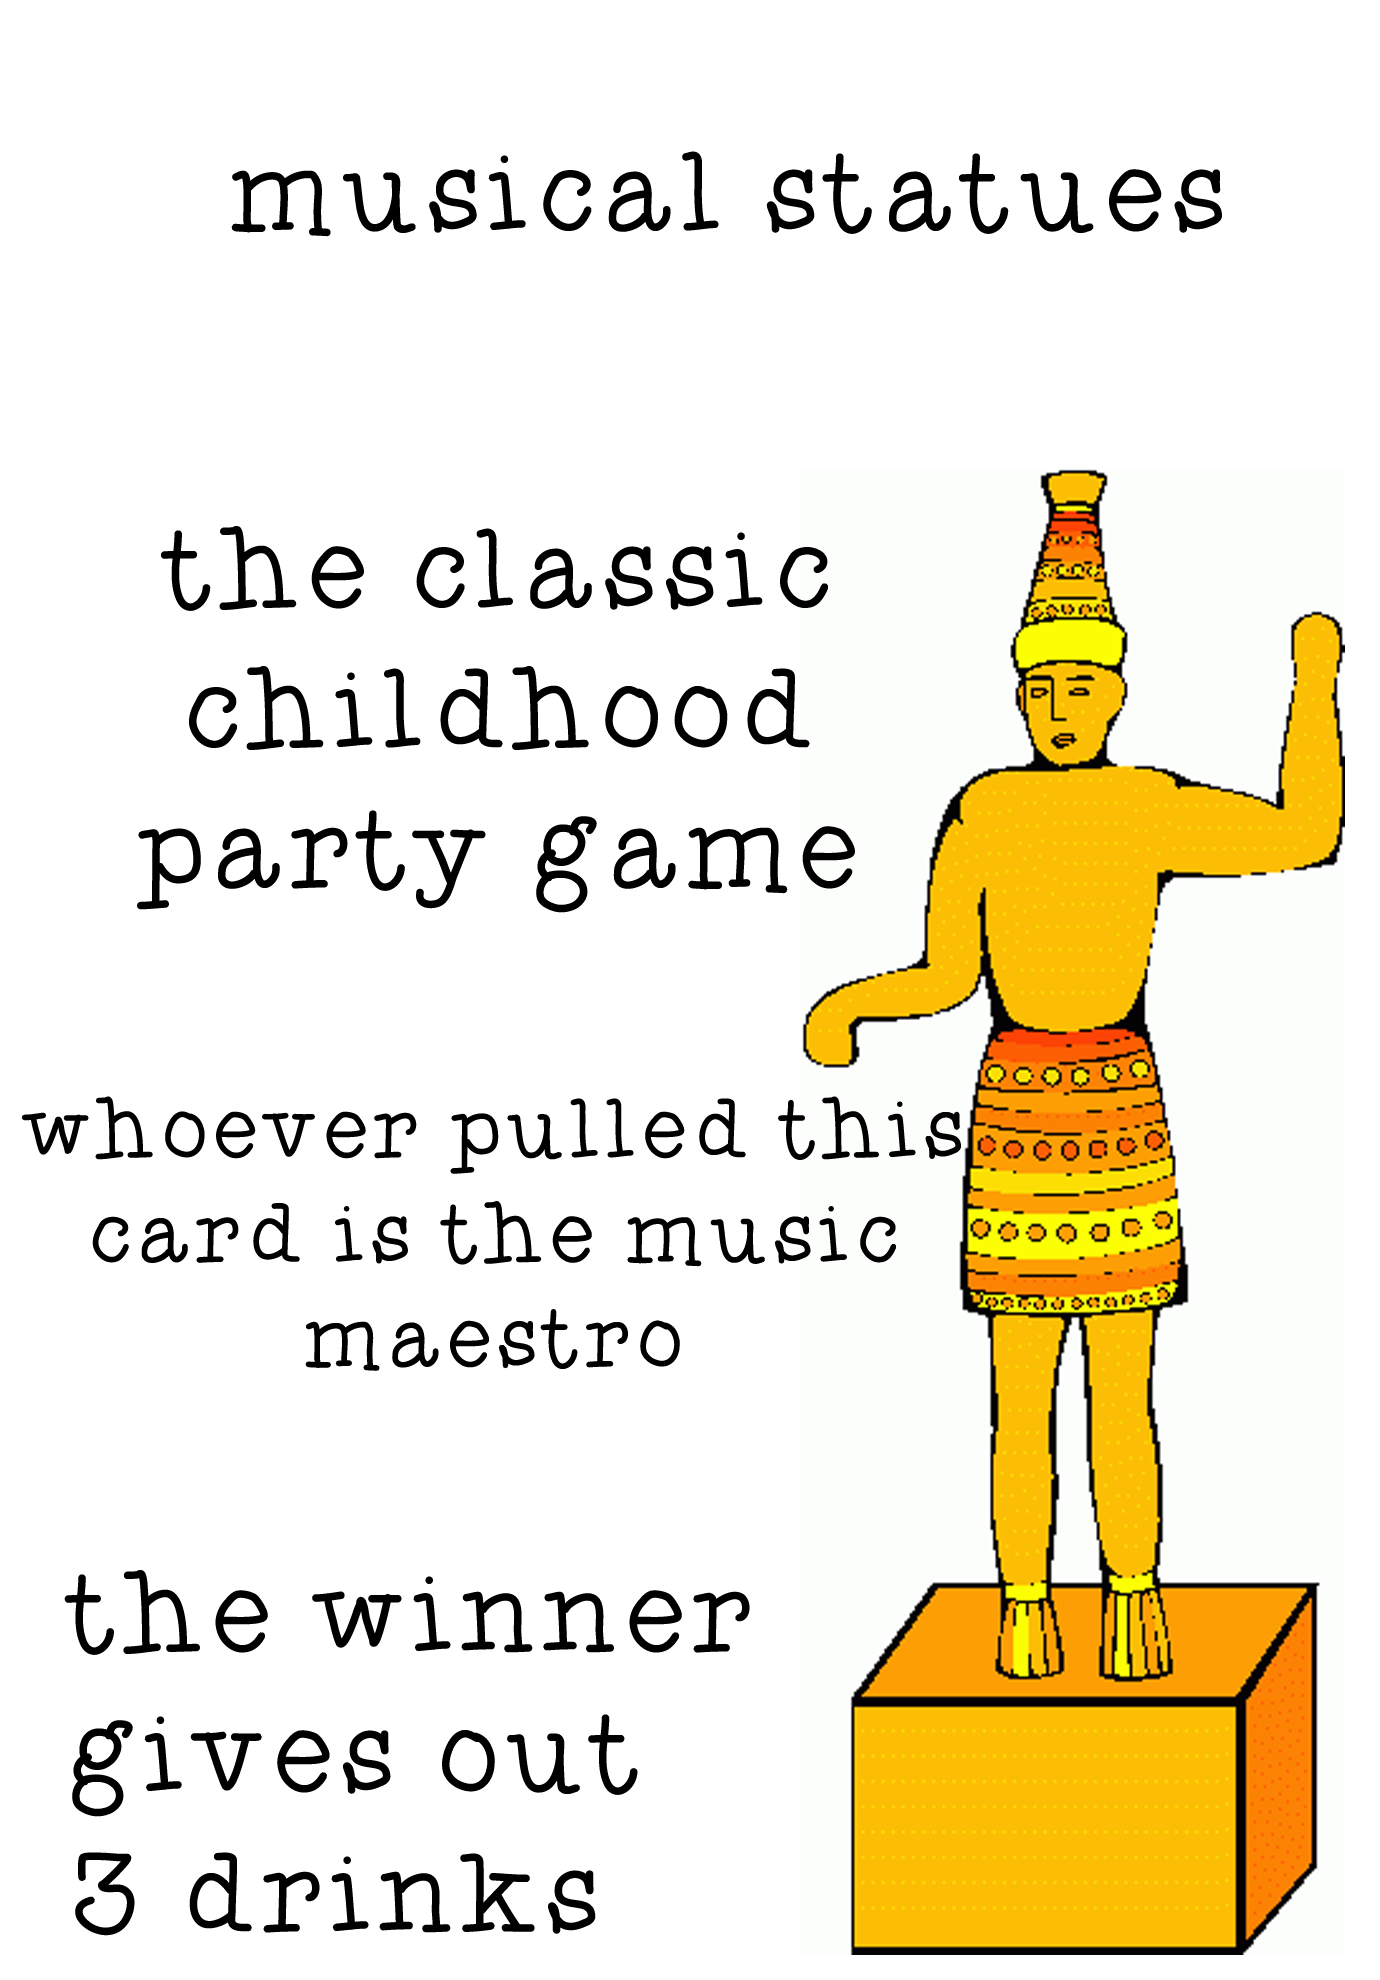 musical statues
the classic
childhood
party game
whoever pulled this
card is the music
maestro
the winner
gives out
3 drinks